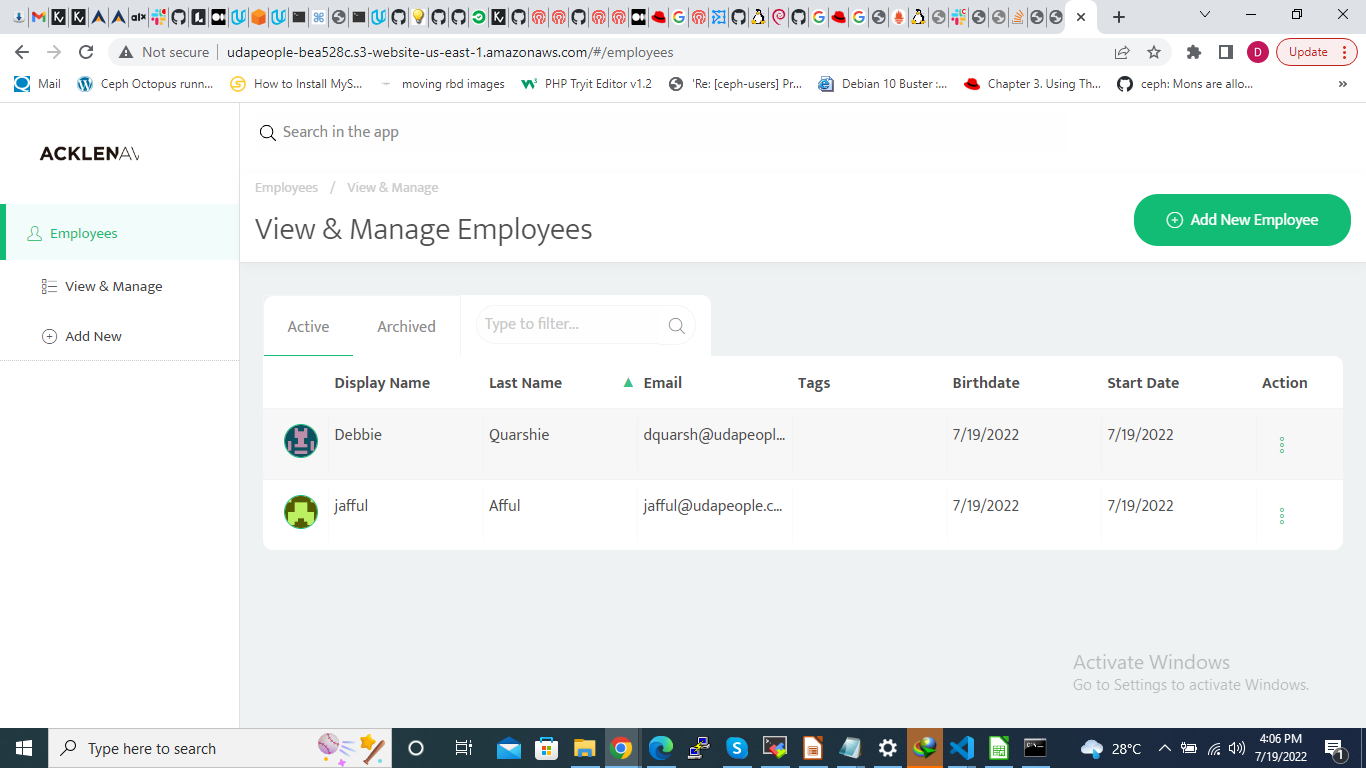 Not secure
udapeople-bea528c.s3-website-us-east-1.amazonaws.com/#/employees
D
Update
Mail
Ceph Octopus runn...
How to Install MyS...
moving rbd images
PHP Tryit Editor v1.2
'Re: [ceph-users] Pr...
Debian 10 Buster :...
Chapter 3. Using Th...
ceph: Mons are allo...
»
ACKLENAV
Search in the app
Employees / View & Manage
View & Manage Employees
Add New Employee
Employees
View & Manage
Add New
Active
Archived
Type to filter...
Display Name Last Name Email Tags Birthdate Start Date Action
Debbie Quarshie dquarsh@udapeopl... 7/19/2022 7/19/2022
jafful Afful jafful@udapeople.c... 7/19/2022 7/19/2022
Activate Windows
Go to Settings to activate Windows.
Type here to search
28°C
4:06 PM
7/19/2022
1